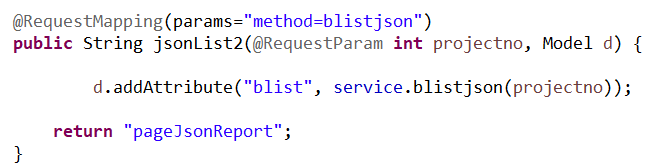 @RequestMapping(params="method=blistjson")
public String jsonList2(@RequestParam int projectno, Model d) {
d.addAttribute("blist", service.blistjson(projectno));
return "pageJsonReport";
}